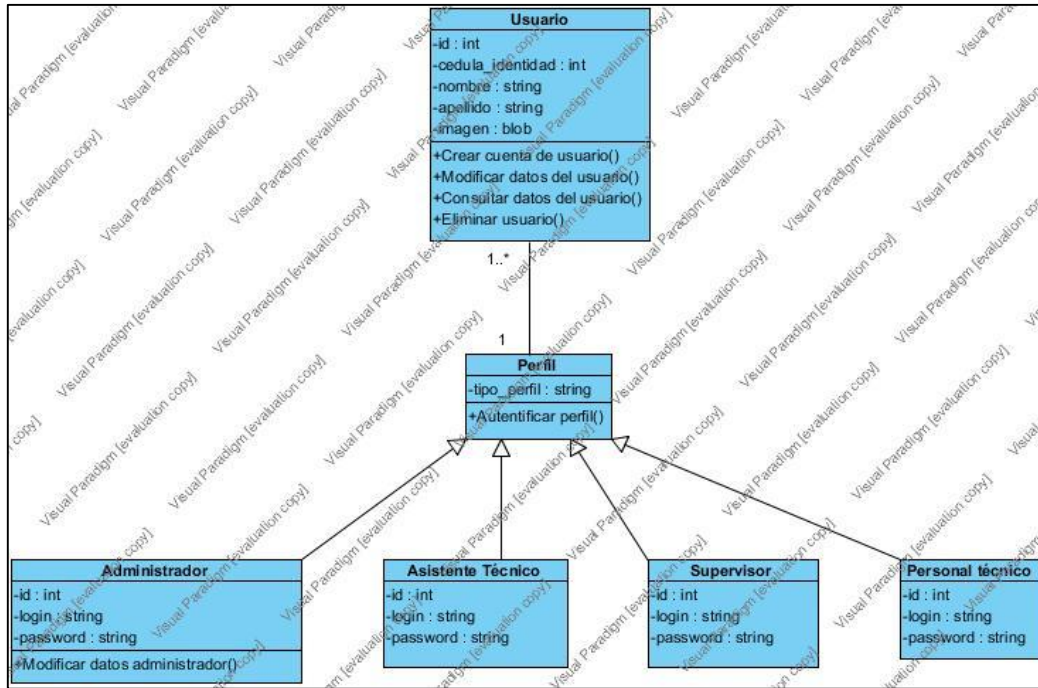 Usuario
-id : int
-cedula_identidad : int
-nombre : string
-apellido : string
-imagen : blob
+Crear cuenta de usuario()
+Modificar datos del usuario()
+Consultar datos del usuario()
+Eliminar usuario()
1..*
1
Perfil
-tipo_perfil : string
+Autentificar perfil()
Administrador
-id : int
-login : string
-password : string
+Modificar datos administrador()
Asistente Técnico
-id : int
-login : string
-password : string
Supervisor
-id : int
-login : string
-password : string
Personal técnico
-id : int
-login : string
-password : string
Visual Paradigm [evaluation copy]